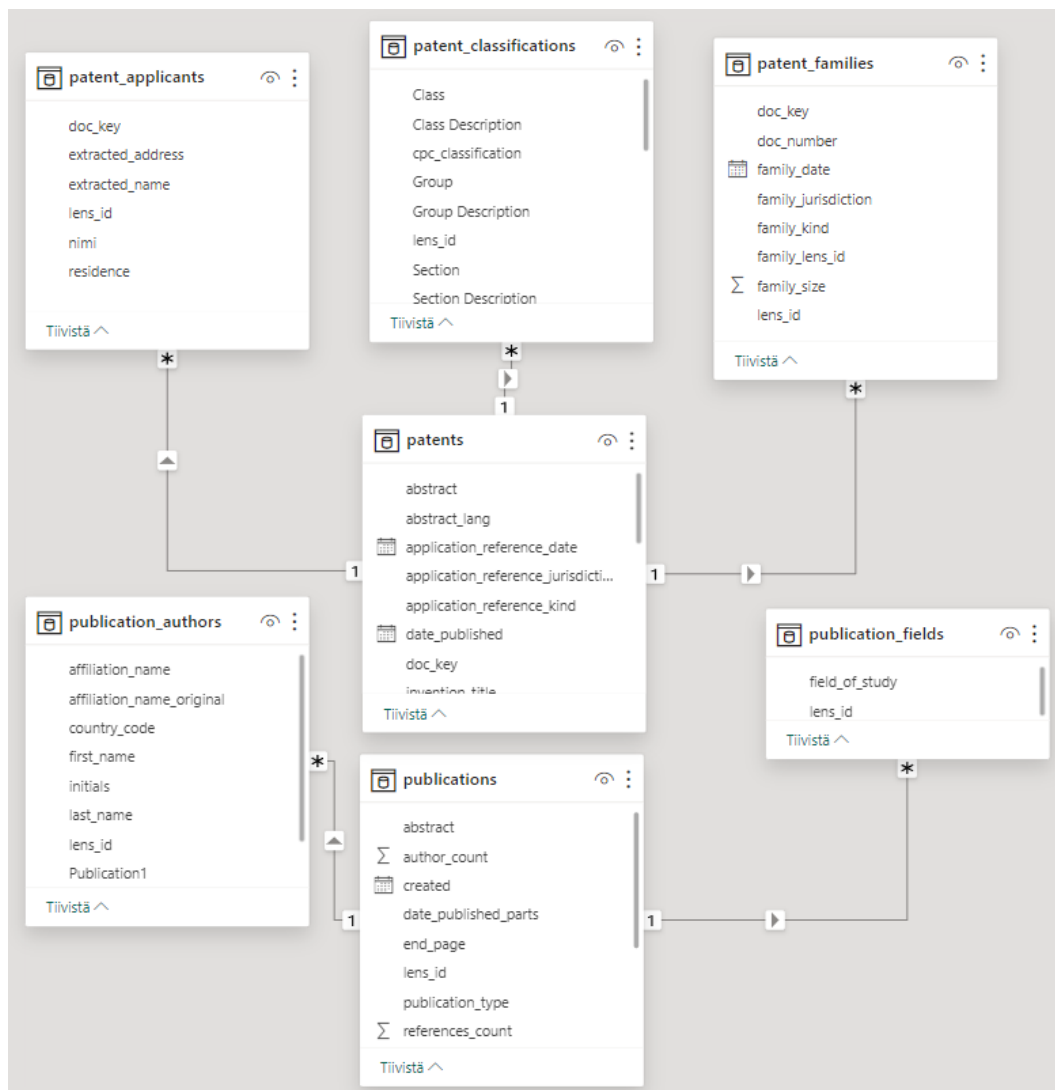 patent_applicants
doc_key
extracted_address
extracted_name
lens_id
nimi
residence
Tiivistä
patent_classifications
Class
Class Description
cpc_classification
Group
Group Description
lens_id
Section
Section Description
Tiivistä
patent_families
doc_key
doc_number
family_date
family_jurisdiction
family_kind
family_lens_id
Σ family_size
lens_id
Tiivistä
*
*
1
*
patents
abstract
abstract_lang
application_reference_date
application_reference_jurisdicti...
application_reference_kind
date_published
doc_key
invention_title
Tiivistä
1
1
publication_authors
affiliation_name
affiliation_name_original
country_code
first_name
initials
last_name
lens_id
Publication1
Tiivistä
publication_fields
field_of_study
lens_id
Tiivistä
*
*
publications
abstract
Σ author_count
created
date_published_parts
end_page
lens_id
publication_type
Σ references_count
Tiivistä
1
1